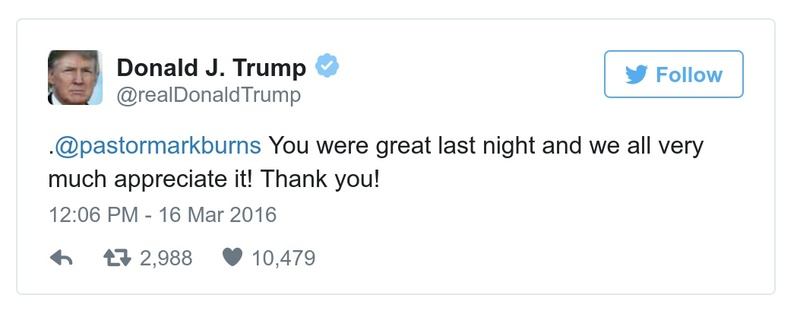 Donald J. Trump
@realDonaldTrump
Follow
.@pastormarkburns You were great last night and we all very
much appreciate it! Thank you!
12:06 PM - 16 Mar 2016
2,988 10,479